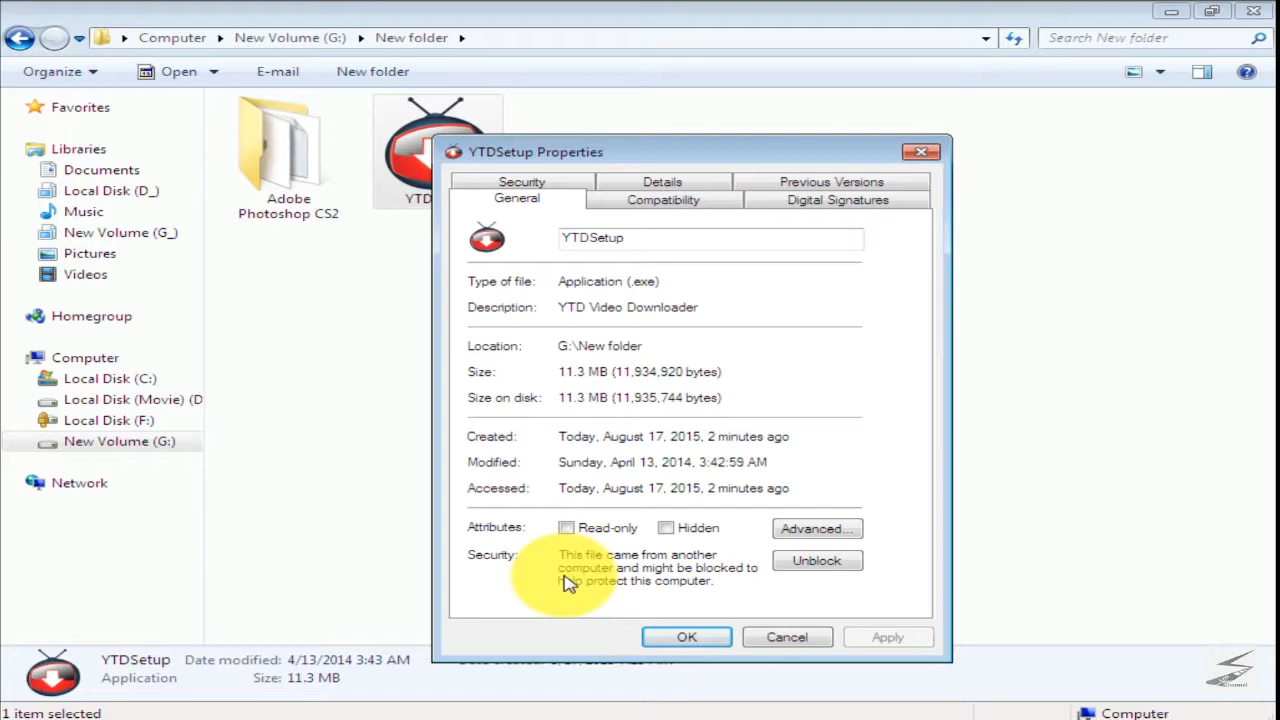 Computer New Volume (G:) New folder
Search New folder
Organize Open E-mail New folder
Favorites
Libraries
Documents
Local Disk (D_)
Music
New Volume (G_)
Pictures
Videos
Homegroup
Computer
Local Disk (C:)
Local Disk (Movie) (D
Local Disk (F:)
New Volume (G:)
Network
Adobe
Photoshop CS2
YTD
YTDSetup Properties
Security Details Previous Versions
General Compatibility Digital Signatures
YTDSetup
Type of file: Application (.exe)
Description: YTD Video Downloader
Location: G:\New folder
Size: 11.3 MB (11,934,920 bytes)
Size on disk: 11.3 MB (11,935,744 bytes)
Created: Today, August 17, 2015, 2 minutes ago
Modified: Sunday, April 13, 2014, 3:42:59 AM
Accessed: Today, August 17, 2015, 2 minutes ago
Attributes: Read-only Hidden Advanced...
Security: This file came from another
computer and might be blocked to
help protect this computer.
Unblock
OK Cancel Apply
YTDSetup Date modified: 4/13/2014 3:43 AM
Application Size: 11.3 MB
1 item selected
Computer